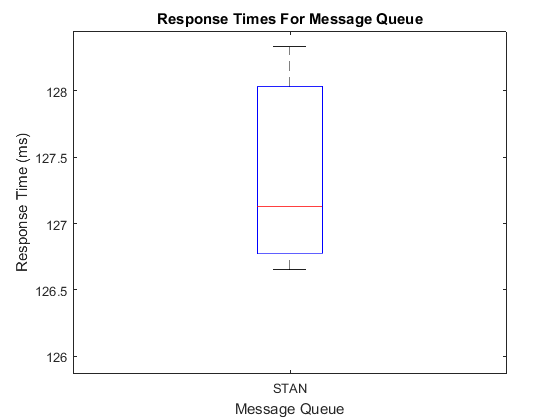 Response Times For Message Queue
Response Time (ms)
128
127.5
127
126.5
126
STAN
Message Queue